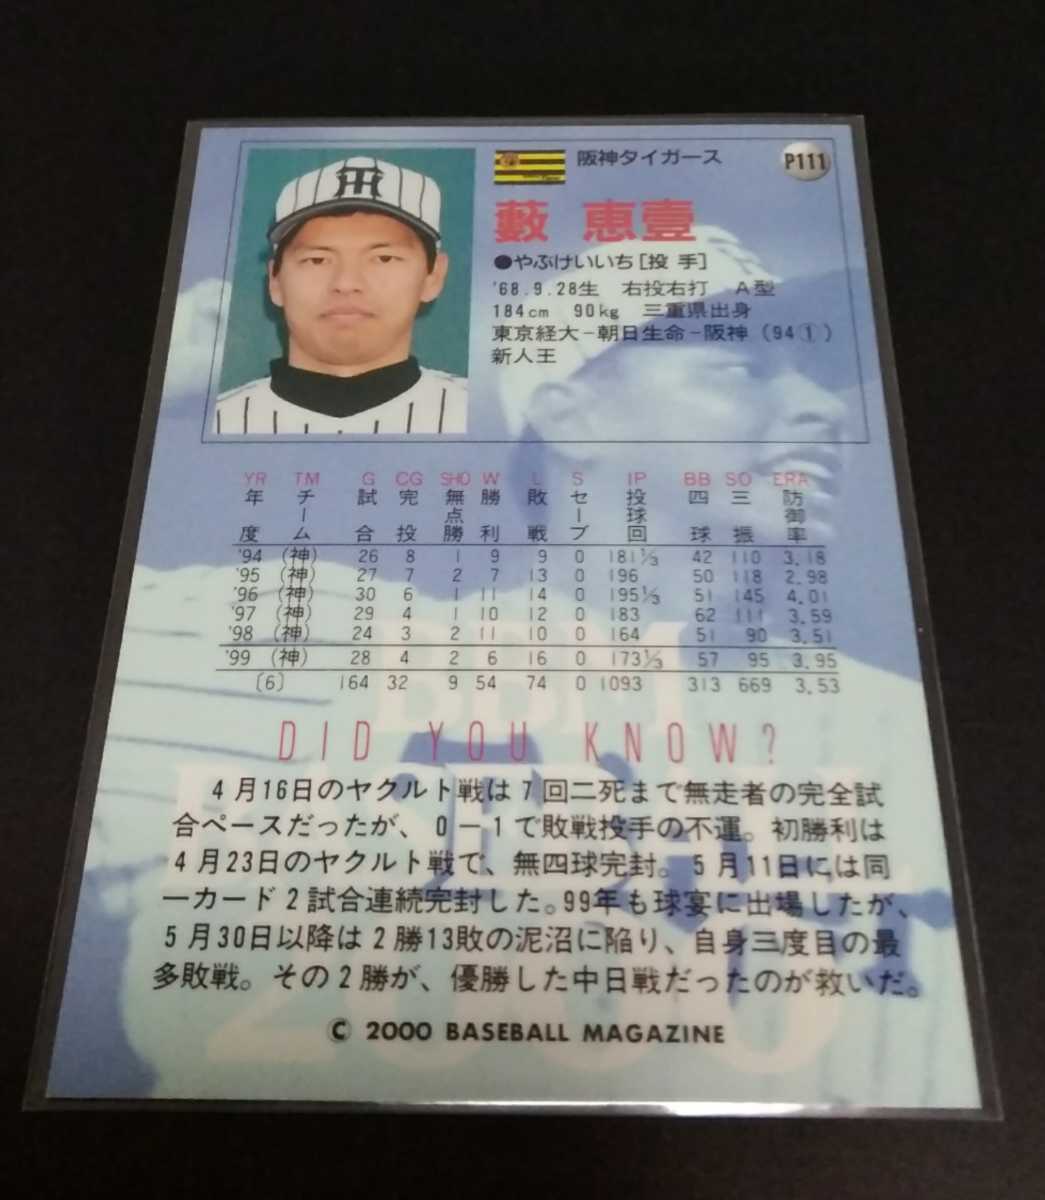 阪神タイガース
P111
藪 恵壹
●やぶけいいち[投 手]
'68.9.28生 右投右打 A型
184cm 90kg 三重県出身
東京経大－朝日生命－阪神（94①）
新人王
YR TM G CG SHO W L S IP BB SO ERA
年度 チーム 試合 完投 無点勝 勝利 敗戦 セーブ 投球回 四球 三振 防御率
'94 (神) 26 8 1 9 9 0 181⅓ 42 110 3.18
'95 (神) 27 7 2 7 13 0 196 50 118 2.98
'96 (神) 30 6 1 11 14 0 195⅓ 51 145 4.01
'97 (神) 29 4 1 10 12 0 183 62 111 3.59
'98 (神) 24 3 2 11 10 0 164 51 90 3.51
'99 (神) 28 4 2 6 16 0 173⅓ 57 95 3.95
〔6〕 164 32 9 54 74 0 1093 313 669 3.53
DID YOU KNOW?
4月16日のヤクルト戦は7回二死まで無走者の完全試
合ペースだったが、0－1で敗戦投手の不運。初勝利は
4月23日のヤクルト戦で、無四球完封。5月11日には同
一カード2試合連続完封した。99年も球宴に出場したが、
5月30日以降は2勝13敗の泥沼に陥り、自身三度目の最
多敗戦。その2勝が、優勝した中日戦だったのが救いだ。
© 2000 BASEBALL MAGAZINE
BBM
BASEBALL
2000